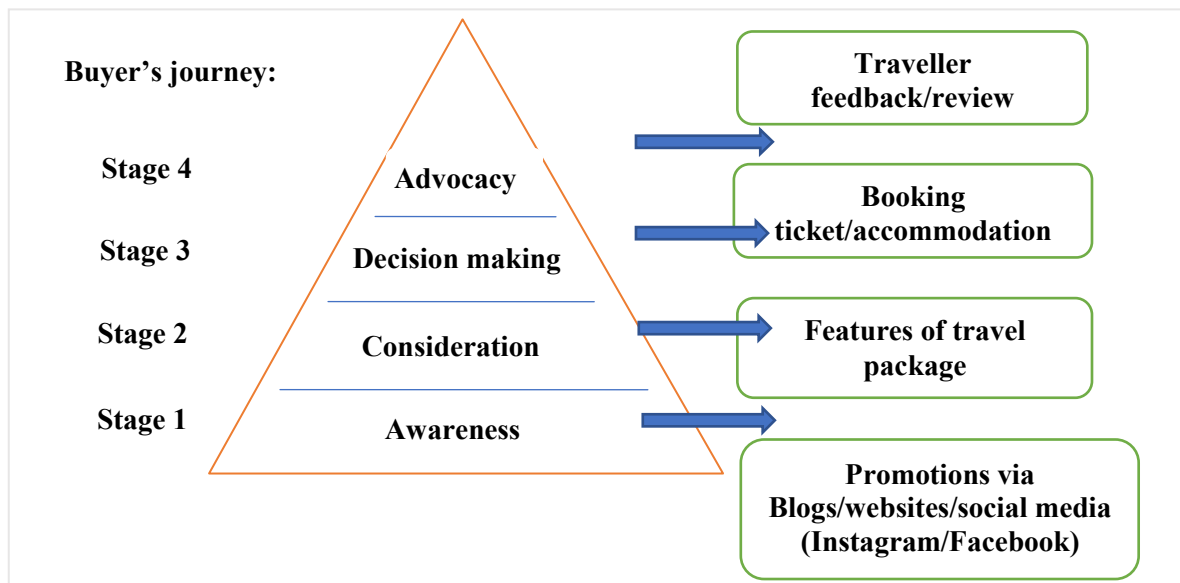 Buyer's journey:
Traveller
feedback/review
Stage 4
Advocacy
Booking
ticket/accommodation
Stage 3
Decision making
Stage 2
Consideration
Features of travel
package
Stage 1
Awareness
Promotions via
Blogs/websites/social media
(Instagram/Facebook)